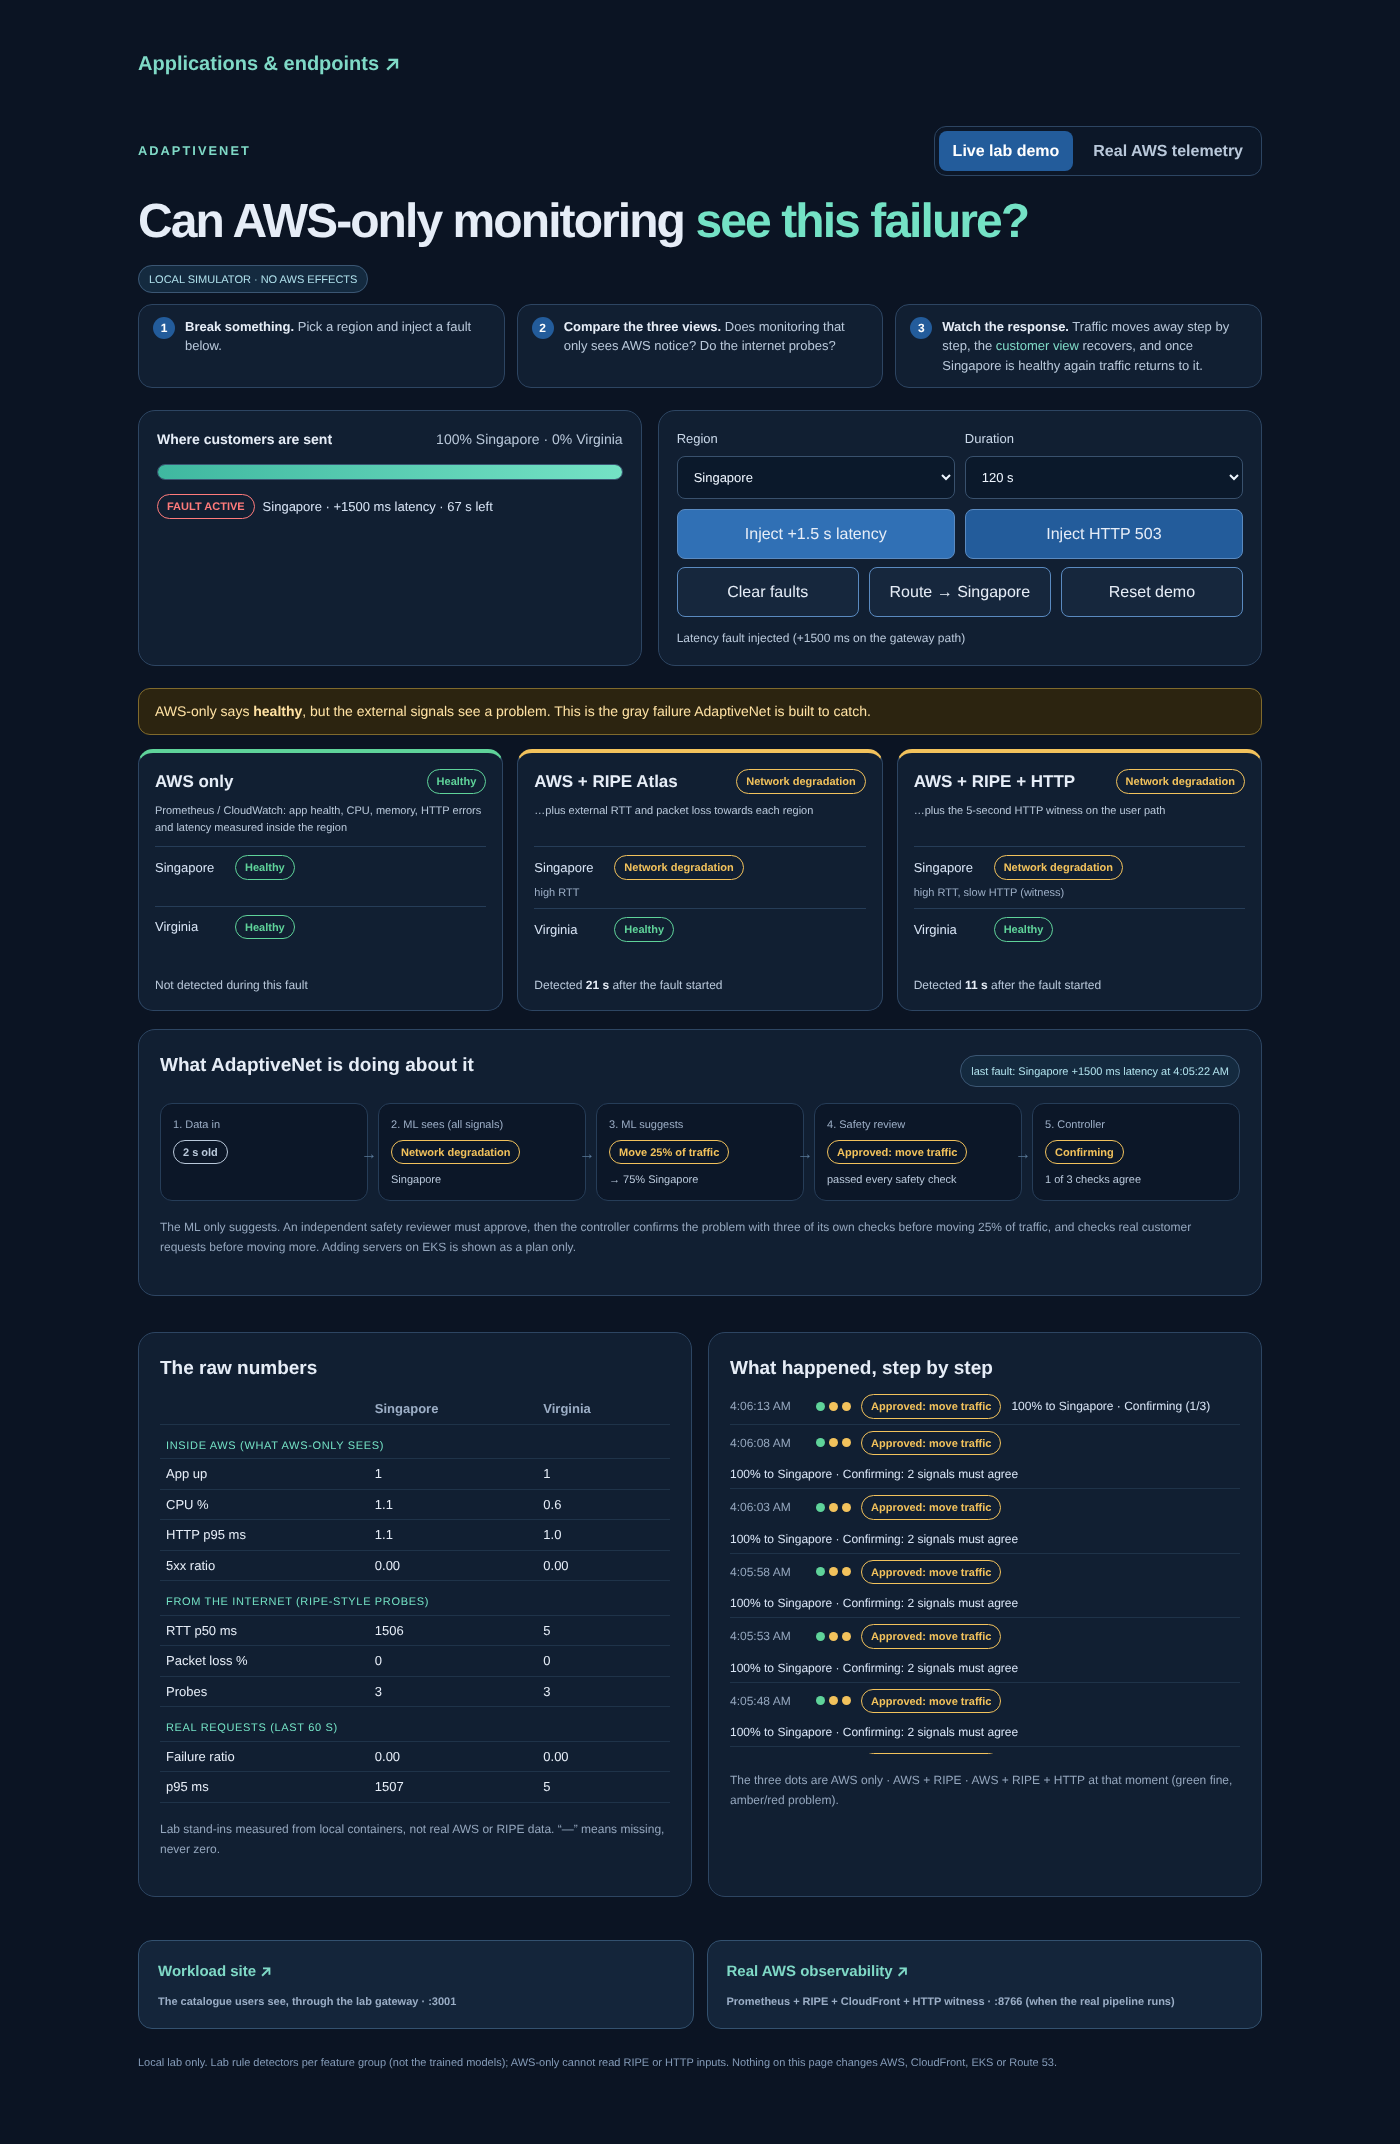 Applications & endpoints ↗
ADAPTIVENET
Live lab demo
Real AWS telemetry
Can AWS-only monitoring see this failure?
LOCAL SIMULATOR · NO AWS EFFECTS
1 Break something. Pick a region and inject a fault
below.
2 Compare the three views. Does monitoring that
only sees AWS notice? Do the internet probes?
3 Watch the response. Traffic moves away step by
step, the customer view recovers, and once
Singapore is healthy again traffic returns to it.
Where customers are sent
100% Singapore · 0% Virginia
FAULT ACTIVE Singapore · +1500 ms latency · 67 s left
Region
Duration
Singapore
120 s
Inject +1.5 s latency
Inject HTTP 503
Clear faults
Route → Singapore
Reset demo
Latency fault injected (+1500 ms on the gateway path)
AWS-only says healthy, but the external signals see a problem. This is the gray failure AdaptiveNet is built to catch.
AWS only
Healthy
Prometheus / CloudWatch: app health, CPU, memory, HTTP errors
and latency measured inside the region
Singapore Healthy
Virginia Healthy
Not detected during this fault
AWS + RIPE Atlas
Network degradation
…plus external RTT and packet loss towards each region
Singapore Network degradation
high RTT
Virginia Healthy
Detected 21 s after the fault started
AWS + RIPE + HTTP
Network degradation
…plus the 5-second HTTP witness on the user path
Singapore Network degradation
high RTT, slow HTTP (witness)
Virginia Healthy
Detected 11 s after the fault started
What AdaptiveNet is doing about it
last fault: Singapore +1500 ms latency at 4:05:22 AM
1. Data in
2 s old
→
2. ML sees (all signals)
Network degradation
Singapore
→
3. ML suggests
Move 25% of traffic
→ 75% Singapore
→
4. Safety review
Approved: move traffic
passed every safety check
→
5. Controller
Confirming
1 of 3 checks agree
The ML only suggests. An independent safety reviewer must approve, then the controller confirms the problem with three of its own checks before moving 25% of traffic, and checks real customer
requests before moving more. Adding servers on EKS is shown as a plan only.
The raw numbers
Singapore Virginia
INSIDE AWS (WHAT AWS-ONLY SEES)
App up 1 1
CPU % 1.1 0.6
HTTP p95 ms 1.1 1.0
5xx ratio 0.00 0.00
FROM THE INTERNET (RIPE-STYLE PROBES)
RTT p50 ms 1506 5
Packet loss % 0 0
Probes 3 3
REAL REQUESTS (LAST 60 S)
Failure ratio 0.00 0.00
p95 ms 1507 5
Lab stand-ins measured from local containers, not real AWS or RIPE data. “—” means missing,
never zero.
What happened, step by step
4:06:13 AM Approved: move traffic 100% to Singapore · Confirming (1/3)
4:06:08 AM Approved: move traffic
100% to Singapore · Confirming: 2 signals must agree
4:06:03 AM Approved: move traffic
100% to Singapore · Confirming: 2 signals must agree
4:05:58 AM Approved: move traffic
100% to Singapore · Confirming: 2 signals must agree
4:05:53 AM Approved: move traffic
100% to Singapore · Confirming: 2 signals must agree
4:05:48 AM Approved: move traffic
100% to Singapore · Confirming: 2 signals must agree
The three dots are AWS only · AWS + RIPE · AWS + RIPE + HTTP at that moment (green fine,
amber/red problem).
Workload site ↗
The catalogue users see, through the lab gateway · :3001
Real AWS observability ↗
Prometheus + RIPE + CloudFront + HTTP witness · :8766 (when the real pipeline runs)
Local lab only. Lab rule detectors per feature group (not the trained models); AWS-only cannot read RIPE or HTTP inputs. Nothing on this page changes AWS, CloudFront, EKS or Route 53.